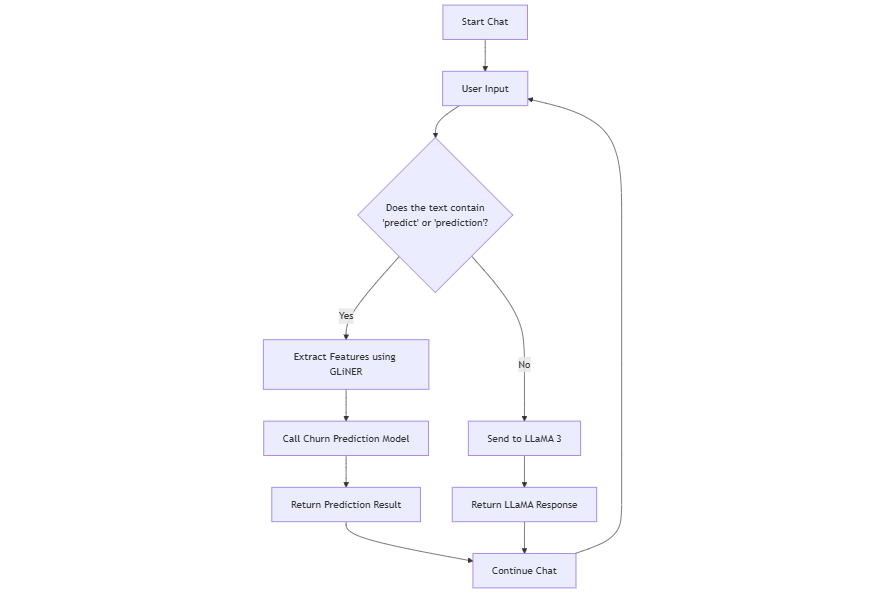 Start Chat
User Input
Does the text contain
'predict' or 'prediction'?
Yes
No
Extract Features using
GLiNER
Call Churn Prediction Model
Send to LLaMA 3
Return Prediction Result
Return LLaMA Response
Continue Chat